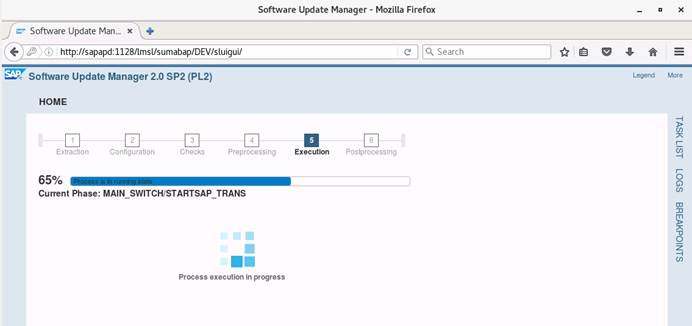 Software Update Manager - Mozilla Firefox
Software Update Man...
http://sapapd:1128/lmsl/sumabap/DEV/sluigui/
Search
SAP Software Update Manager 2.0 SP2 (PL2)
Legend More
HOME
1 2 3 4 5 6
Extraction Configuration Checks Preprocessing Execution Postprocessing
65% Process is in running state
Current Phase: MAIN_SWITCH/STARTSAP_TRANS
Process execution in progress
TASK LIST
LOGS
BREAKPOINTS